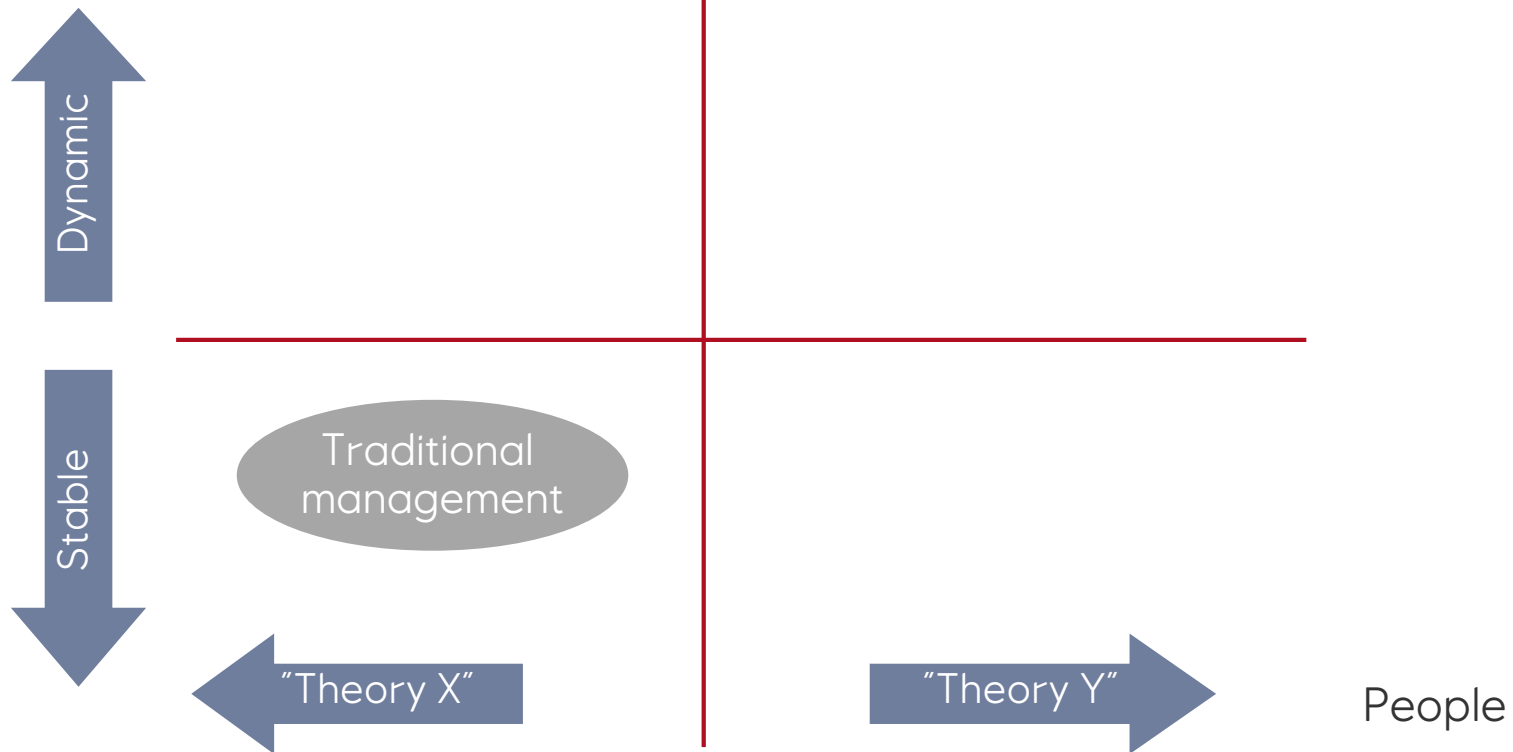 Dynamic
Stable
Traditional
management
"Theory X"
"Theory Y"
People